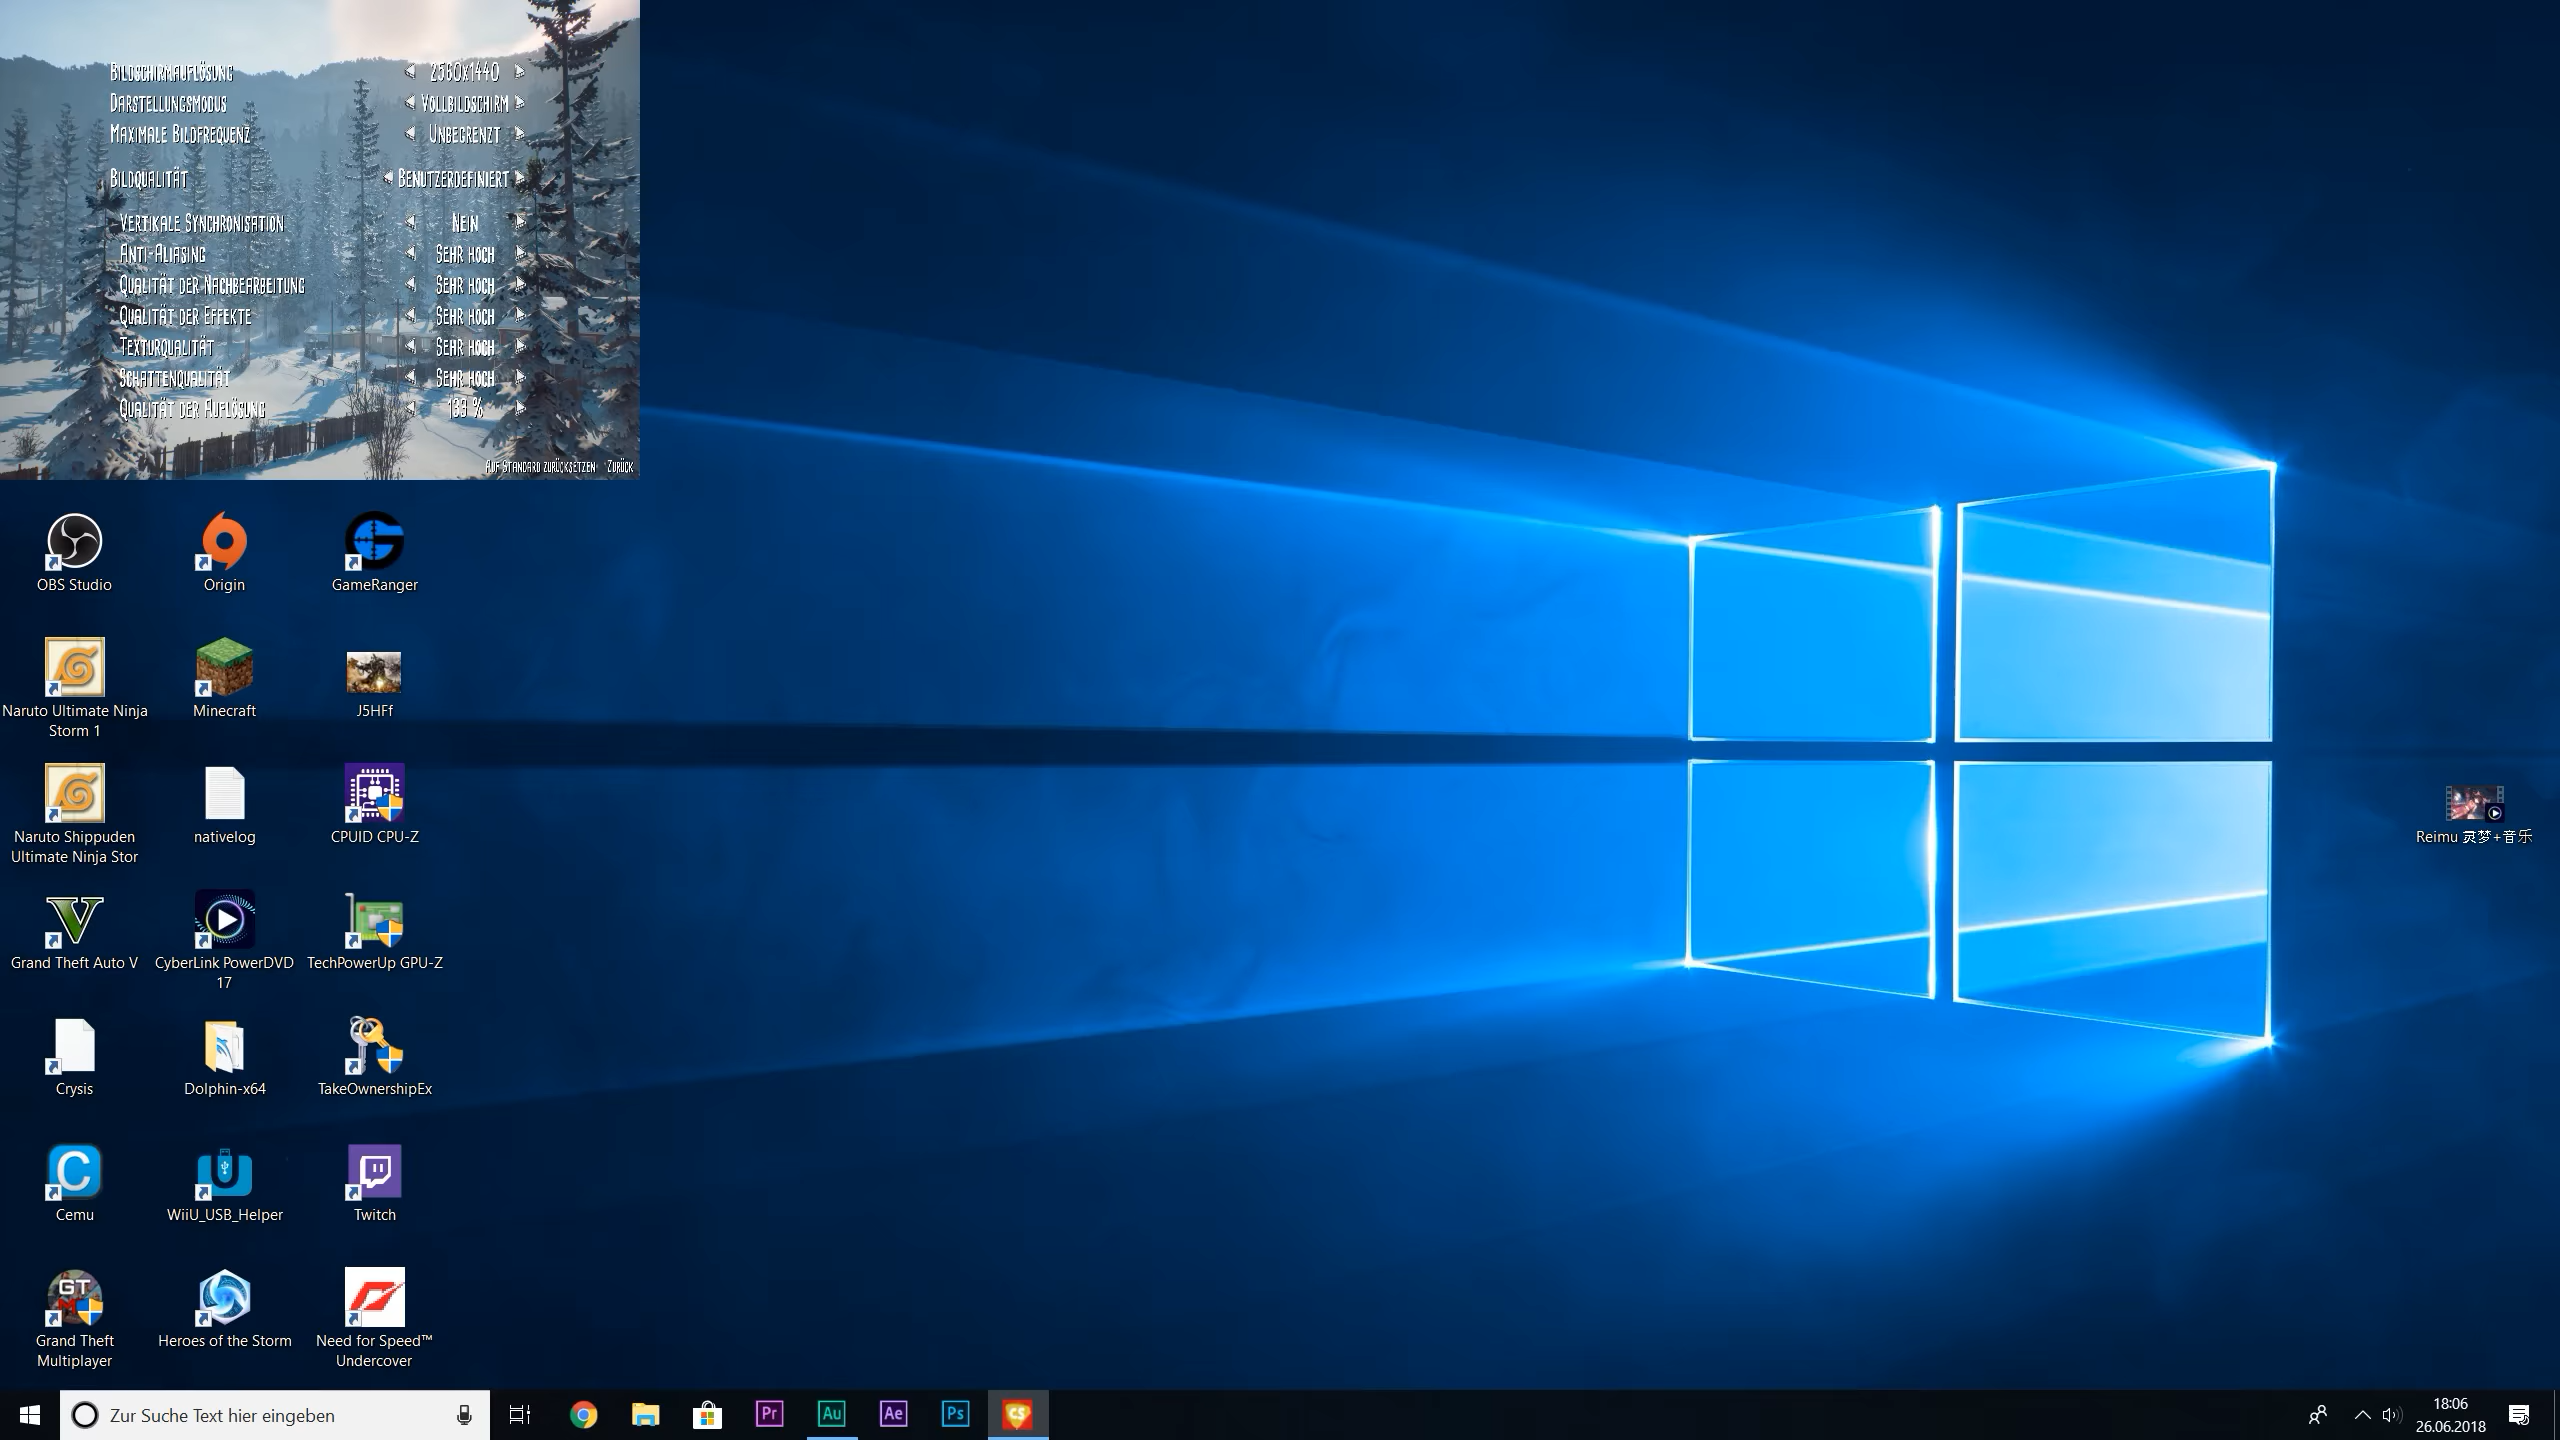 Bildschirmauflösung ◄ 2560x1440 ►
Darstellungsmodus ◄ Vollbildschirm ►
Maximale Bildfrequenz ◄ Unbegrenzt ►
Bildqualität ◄ Benutzerdefiniert ►
Vertikale Synchronisation ◄ Nein ►
Anti-Aliasing ◄ Sehr hoch ►
Qualität der Nachbearbeitung ◄ Sehr hoch ►
Qualität der Effekte ◄ Sehr hoch ►
Texturqualität ◄ Sehr hoch ►
Schattenqualität ◄ Sehr hoch ►
Qualität der Auflösung ◄ ►
Auf Standard zurücksetzen Zurück
OBS Studio
Origin
GameRanger
Naruto Ultimate Ninja
Storm 1
Minecraft
J5HFf
Naruto Shippuden
Ultimate Ninja Stor
nativelog
CPUID CPU-Z
Reimu 灵梦+音乐
Grand Theft Auto V
CyberLink PowerDVD
17
TechPowerUp GPU-Z
Crysis
Dolphin-x64
TakeOwnershipEx
Cemu
WiiU_USB_Helper
Twitch
GT
M
Grand Theft
Multiplayer
Heroes of the Storm
Need for Speed™
Undercover
Zur Suche Text hier eingeben
Pr
Au
Ae
Ps
CS
18:06
26.06.2018